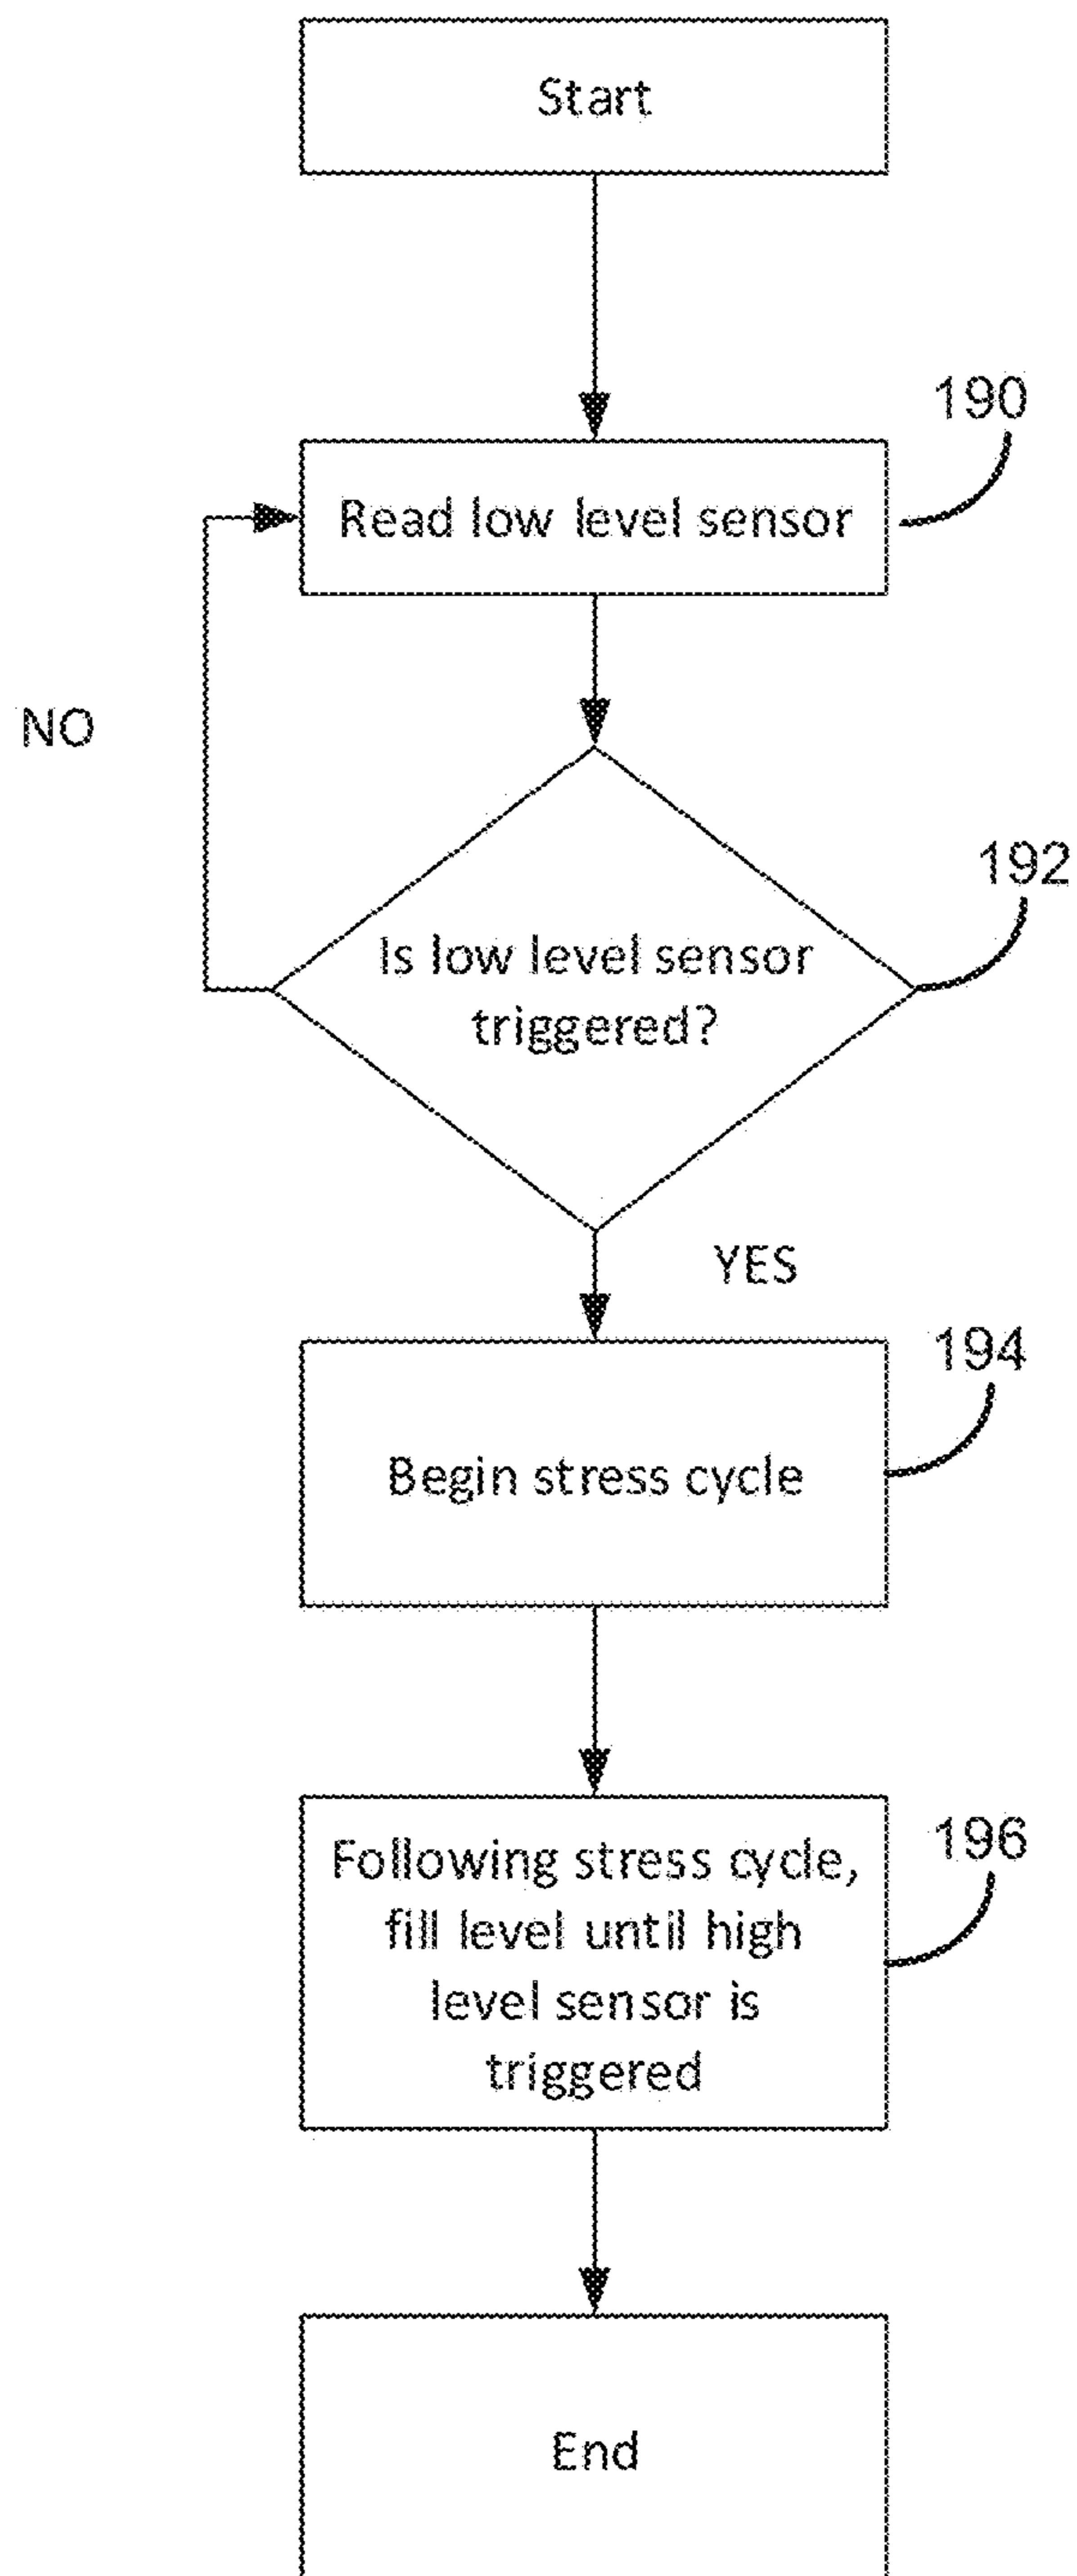 Start
190
Read low level sensor
NO
192
Is low level sensor
triggered?
YES
194
Begin stress cycle
196
Following stress cycle,
fill level until high
level sensor is
triggered
End